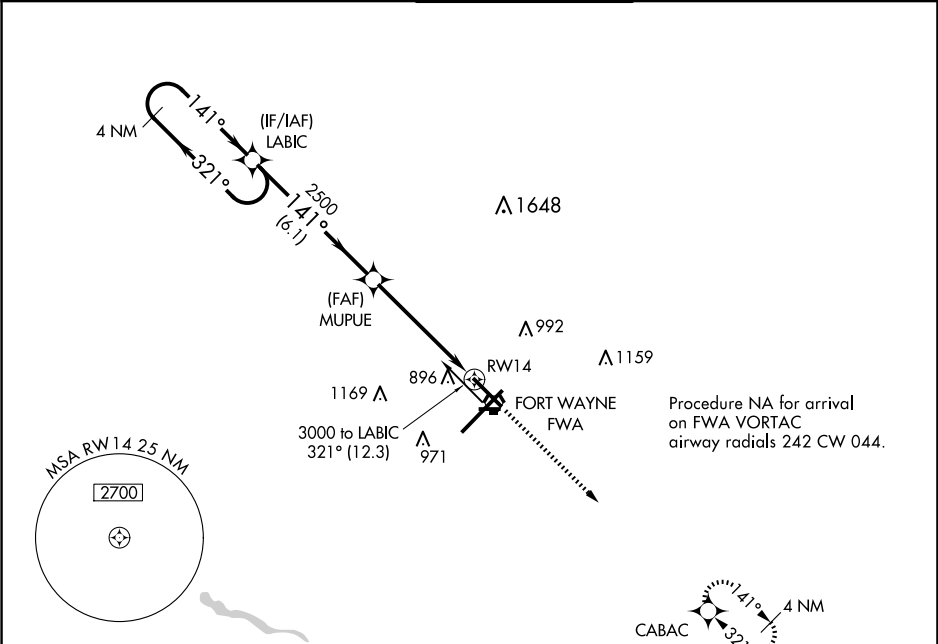 141°
4 NM
321°
(IF/IAF)
LABIC
2500
141°
(6.1)
1648
(FAF)
MUPUE
992
1159
RW14
896
1169
FORT WAYNE
FWA
3000 to LABIC
321° (12.3)
971
Procedure NA for arrival
on FWA VORTAC
airway radials 242 CW 044.
MSA RW 14 25 NM
2700
141°
4 NM
CABAC